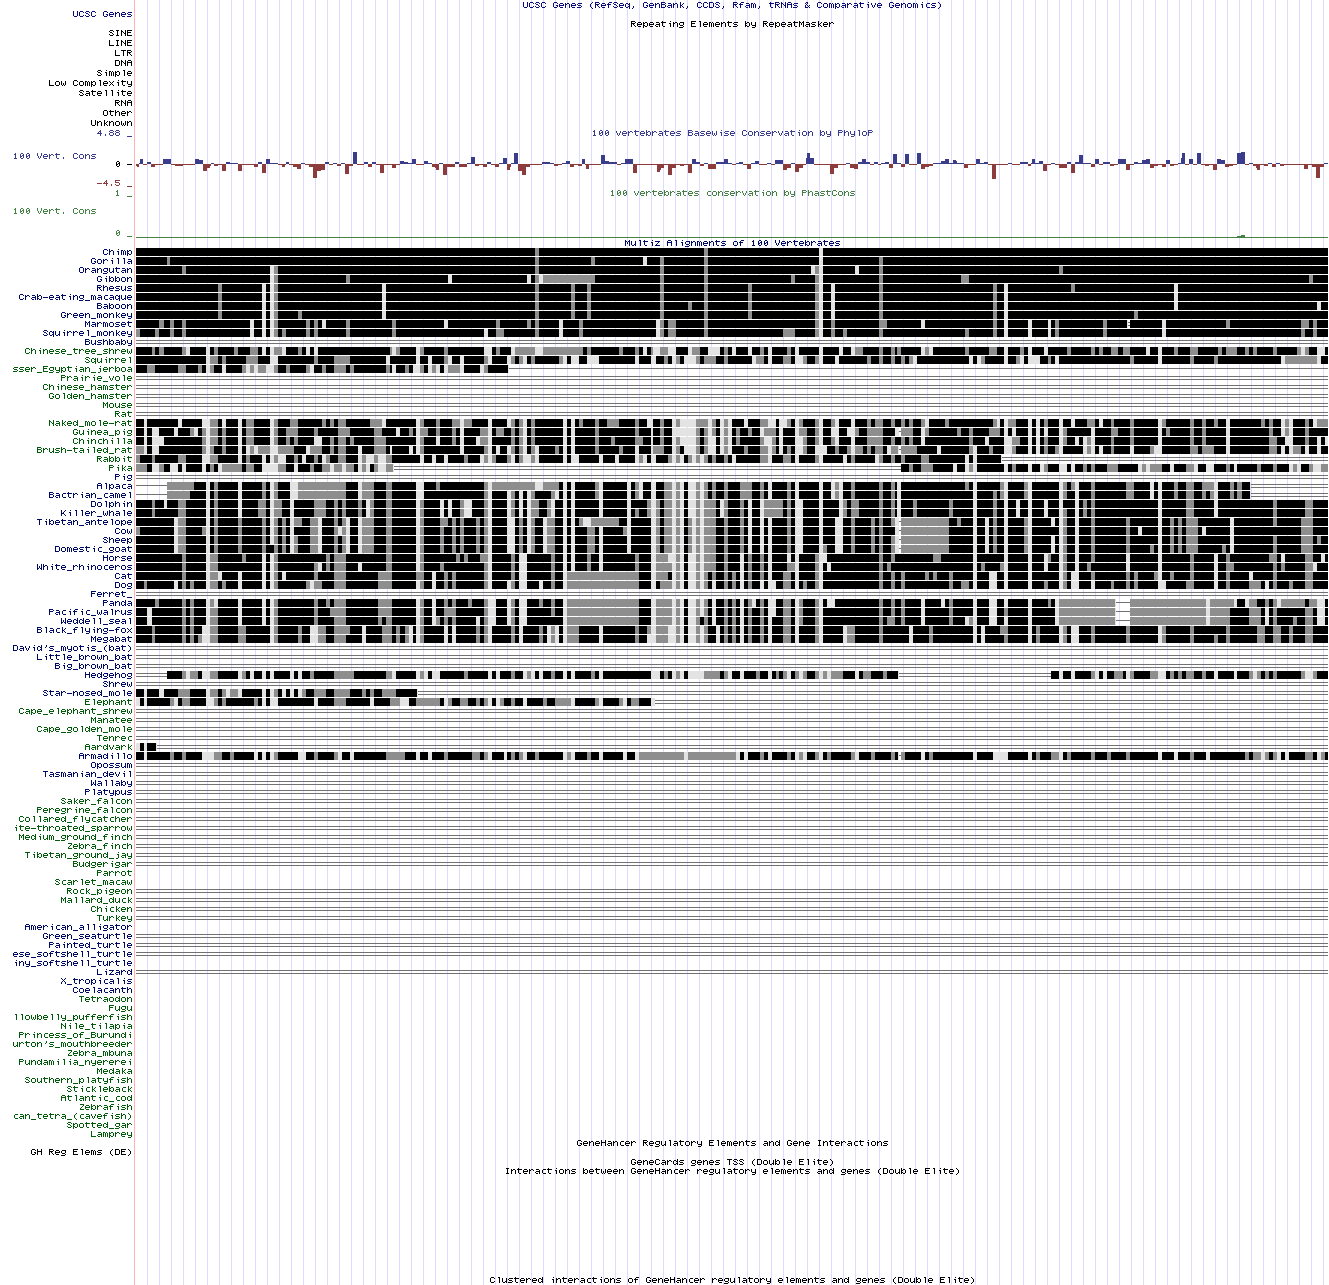 UCSC Genes (RefSeq, GenBank, CCDS, Rfam, tRNAs & Comparative Genomics)
UCSC Genes
Repeating Elements by RepeatMasker
SINE
LINE
LTR
DNA
Simple
Low Complexity
Satellite
RNA
Other
Unknown
4.88 _
100 vertebrates Basewise Conservation by PhyloP
100 Vert. Cons
0 -
-4.5 _
1 _
100 vertebrates conservation by PhastCons
100 Vert. Cons
0 _
Multiz Alignments of 100 Vertebrates
Chimp
Gorilla
Orangutan
Gibbon
Rhesus
Crab-eating_macaque
Baboon
Green_monkey
Marmoset
Squirrel_monkey
Bushbaby
Chinese_tree_shrew
Squirrel
sser_Egyptian_jerboa
Prairie_vole
Chinese_hamster
Golden_hamster
Mouse
Rat
Naked_mole-rat
Guinea_pig
Chinchilla
Brush-tailed_rat
Rabbit
Pika
Pig
Alpaca
Bactrian_camel
Dolphin
Killer_whale
Tibetan_antelope
Cow
Sheep
Domestic_goat
Horse
White_rhinoceros
Cat
Dog
Ferret_
Panda
Pacific_walrus
Weddell_seal
Black_flying-fox
Megabat
David's_myotis_(bat)
Little_brown_bat
Big_brown_bat
Hedgehog
Shrew
Star-nosed_mole
Elephant
Cape_elephant_shrew
Manatee
Cape_golden_mole
Tenrec
Aardvark
Armadillo
Opossum
Tasmanian_devil
Wallaby
Platypus
Saker_falcon
Peregrine_falcon
Collared_flycatcher
ite-throated_sparrow
Medium_ground_finch
Zebra_finch
Tibetan_ground_jay
Budgerigar
Parrot
Scarlet_macaw
Rock_pigeon
Mallard_duck
Chicken
Turkey
American_alligator
Green_seaturtle
Painted_turtle
ese_softshell_turtle
iny_softshell_turtle
Lizard
X_tropicalis
Coelacanth
Tetraodon
Fugu
llowbelly_pufferfish
Nile_tilapia
Princess_of_Burundi
urton's_mouthbreeder
Zebra_mbuna
Pundamilia_nyererei
Medaka
Southern_platyfish
Stickleback
Atlantic_cod
Zebrafish
can_tetra_(cavefish)
Spotted_gar
Lamprey
GeneHancer Regulatory Elements and Gene Interactions
GH Reg Elems (DE)
GeneCards genes TSS (Double Elite)
Interactions between GeneHancer regulatory elements and genes (Double Elite)
Clustered interactions of GeneHancer regulatory elements and genes (Double Elite)